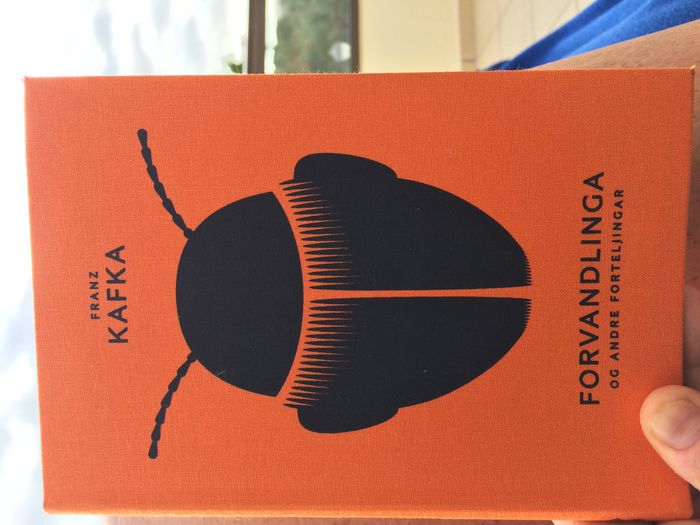 FRANZ
KAFKA
FORVANDLINGA
OG ANDRE FORTELJINGAR